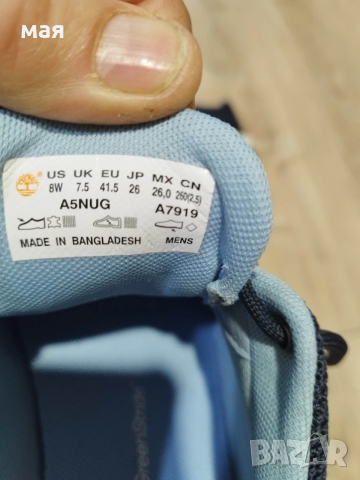 мая
US UK EU JP MX CN
8W 7.5 41.5 26 26,0 260(2.5)
A5NUG A7919
MADE IN BANGLADESH MENS
GreenStride
bazar.bg